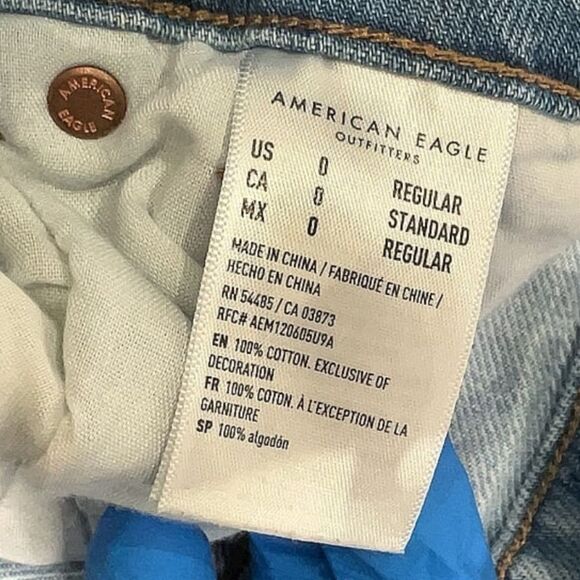 AMERICAN
EAGLE
AMERICAN EAGLE
OUTFITTERS
US 0 REGULAR
CA 0 STANDARD
MX 0 REGULAR
MADE IN CHINA / FABRIQUÉ EN CHINE /
HECHO EN CHINA
RN 54485 / CA 03873
RFC# AEM120605U9A
EN 100% COTTON. EXCLUSIVE OF
DECORATION
FR 100% COTON. À L'EXCEPTION DE LA
GARNITURE
SP 100% algodón